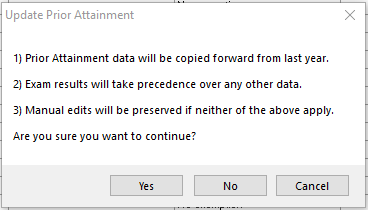 Update Prior Attainment
1) Prior Attainment data will be copied forward from last year.
2) Exam results will take precedence over any other data.
3) Manual edits will be preserved if neither of the above apply.
Are you sure you want to continue?
Yes
No
Cancel